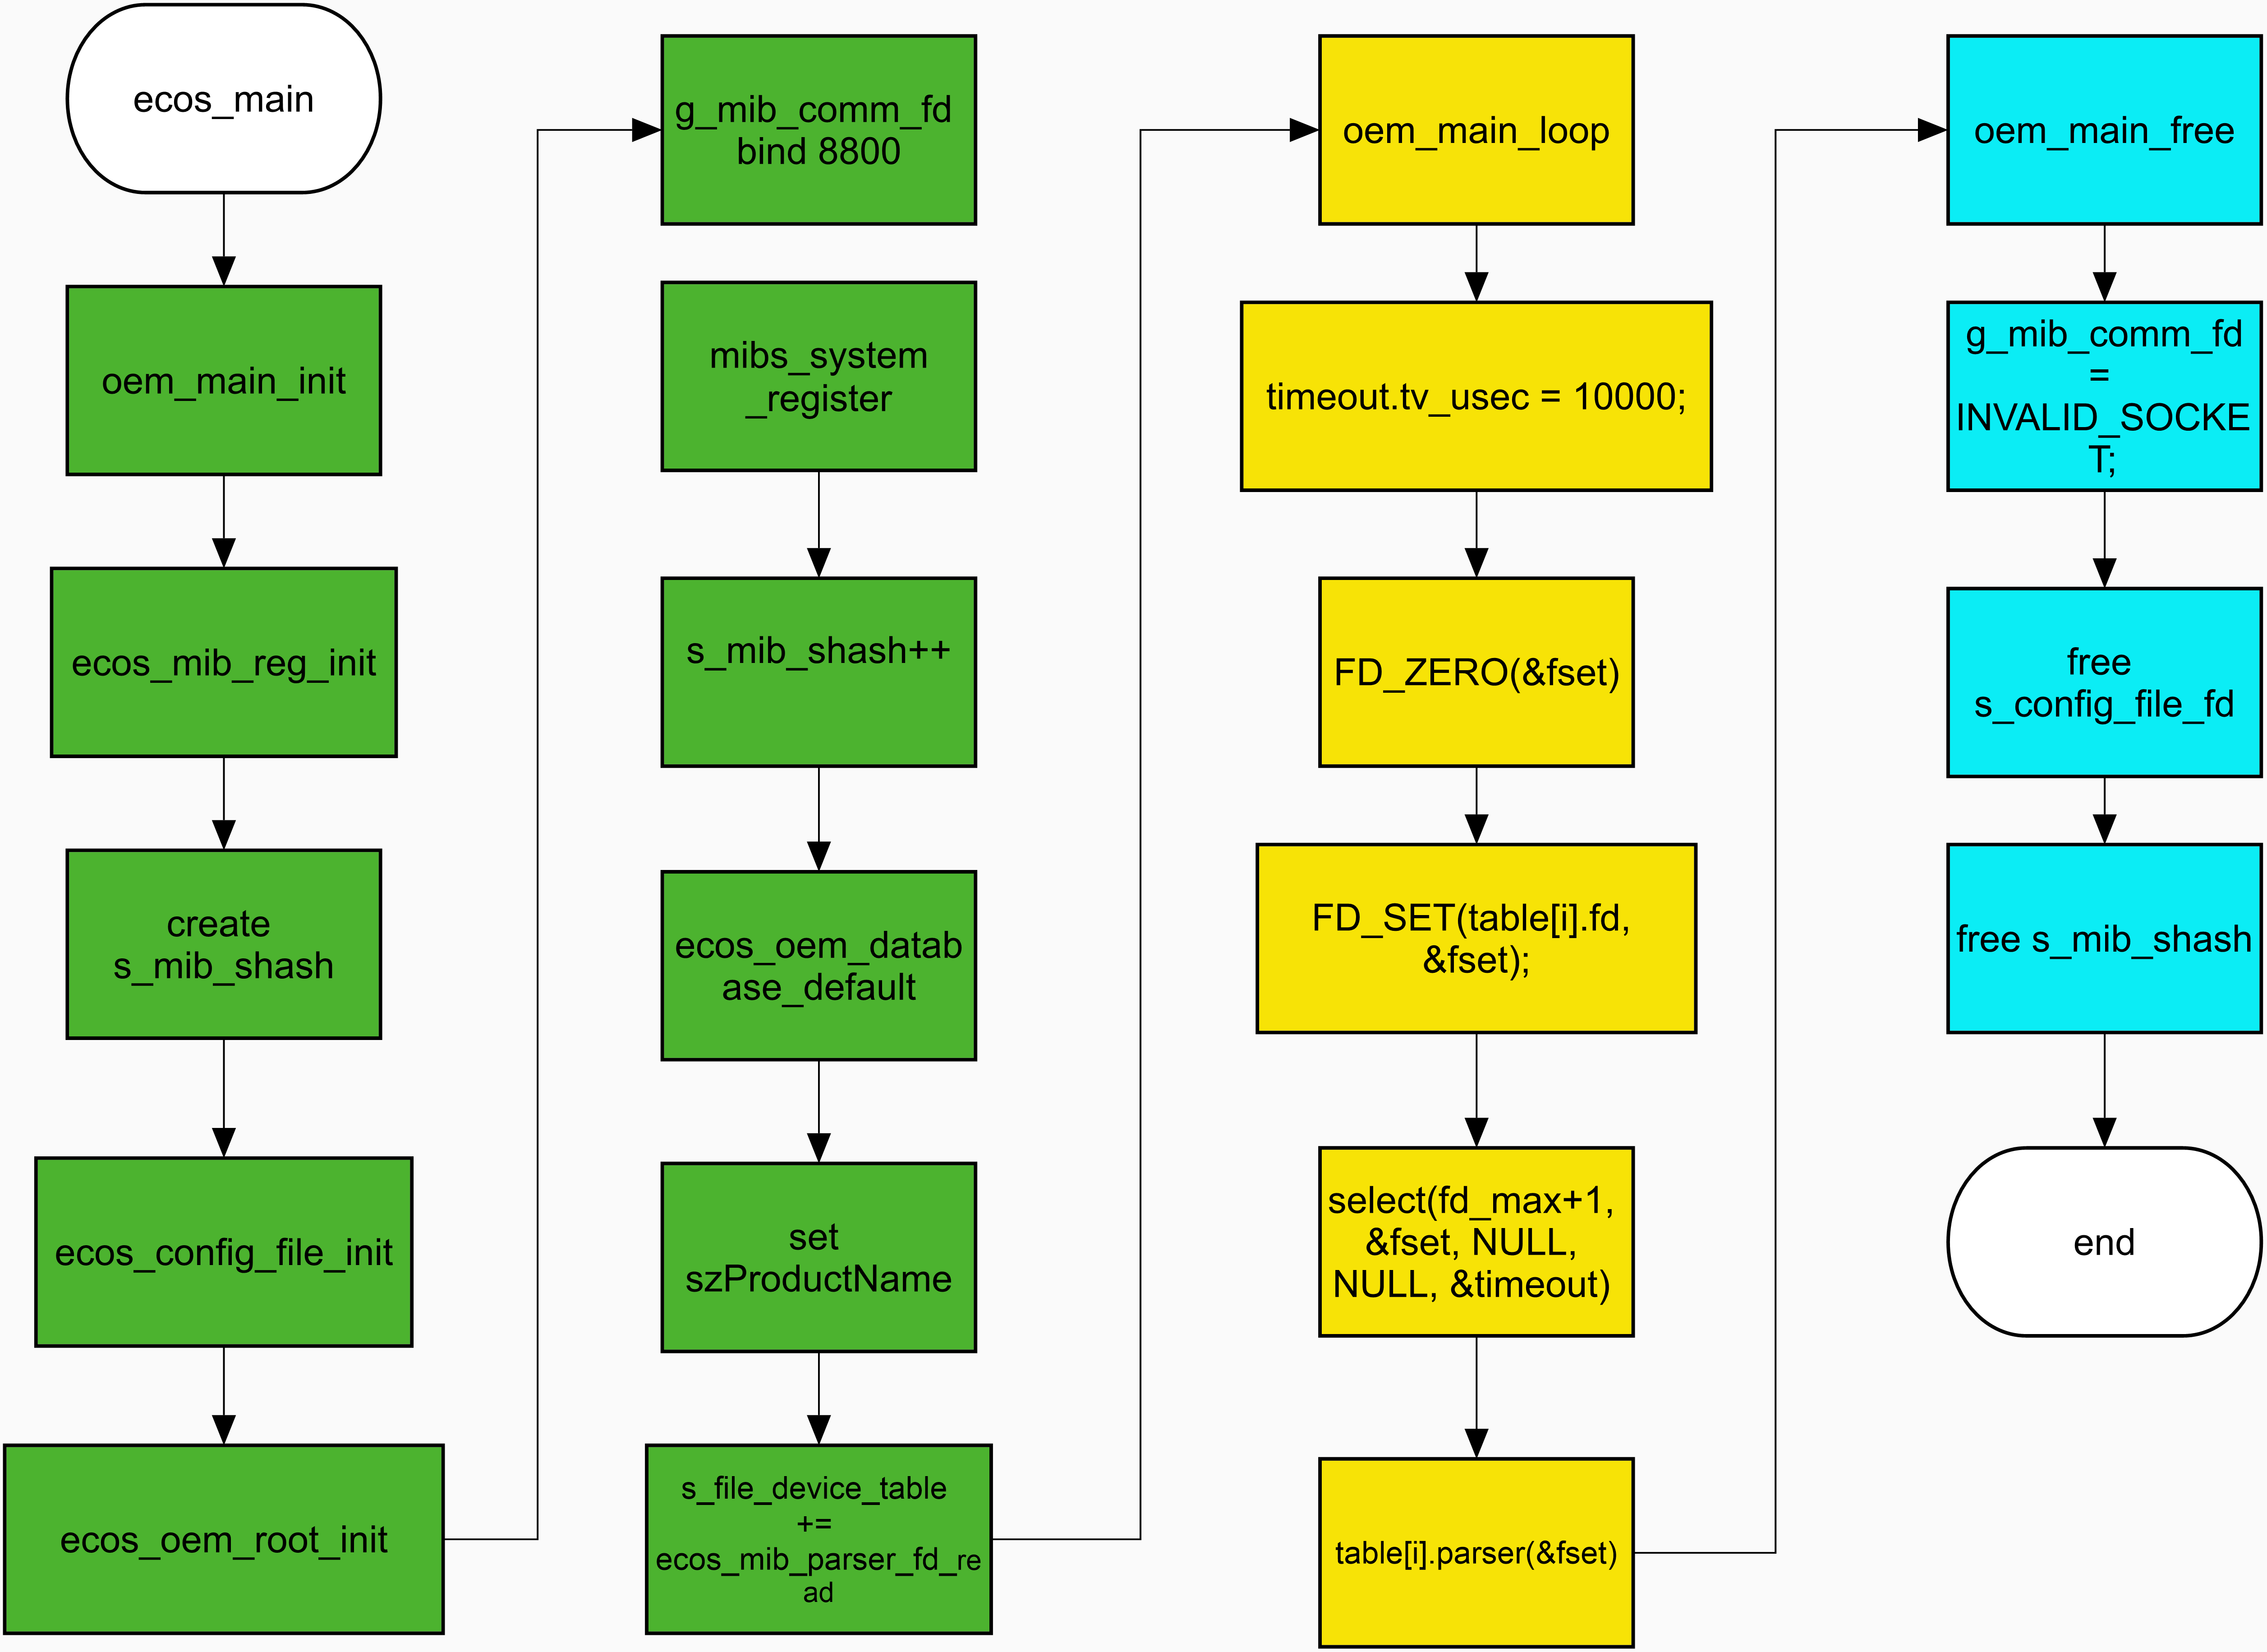 ecos_main
oem_main_init
ecos_mib_reg_init
create
s_mib_shash
ecos_config_file_init
ecos_oem_root_init
g_mib_comm_fd
bind 8800
mibs_system
_register
s_mib_shash++
ecos_oem_datab
ase_default
set
szProductName
s_file_device_table
+=
ecos_mib_parser_fd_re
ad
oem_main_loop
timeout.tv_usec = 10000;
FD_ZERO(&fset)
FD_SET(table[i].fd,
&fset);
select(fd_max+1,
&fset, NULL,
NULL, &timeout)
table[i].parser(&fset)
oem_main_free
g_mib_comm_fd
=
INVALID_SOCKE
T;
free
s_config_file_fd
free s_mib_shash
end